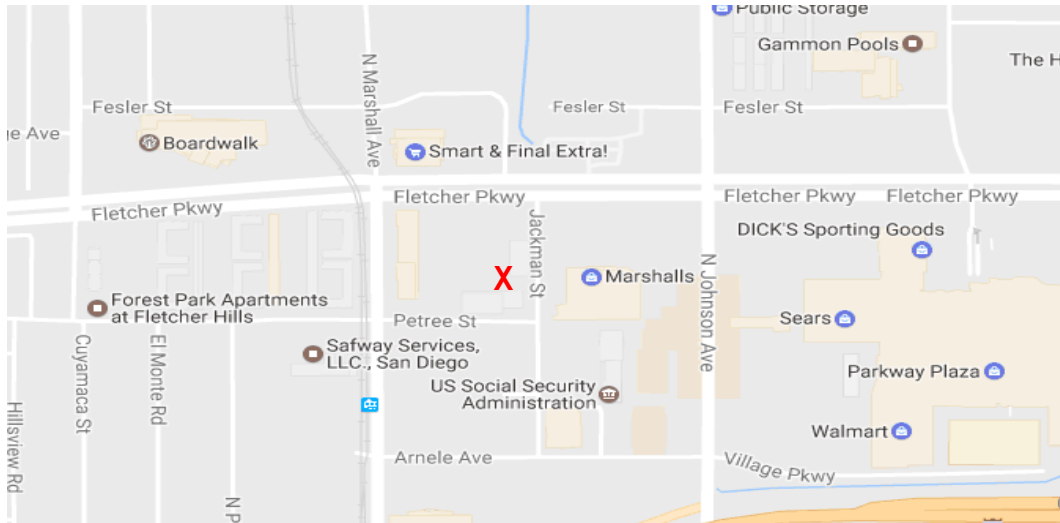 Public Storage
Gammon Pools
The H
N Marshall Ave
Fesler St
Fesler St
Fesler St
ge Ave
Boardwalk
Smart & Final Extra!
Fletcher Pkwy
Fletcher Pkwy
Fletcher Pkwy
Fletcher Pkwy
Jackman St
DICK'S Sporting Goods
X
Marshalls
N Johnson Ave
Forest Park Apartments
at Fletcher Hills
Petree St
Sears
Safway Services,
LLC., San Diego
Cuyamaca St
El Monte Rd
US Social Security
Administration
Parkway Plaza
Hillsview Rd
Walmart
Arnele Ave
Village Pkwy
N P